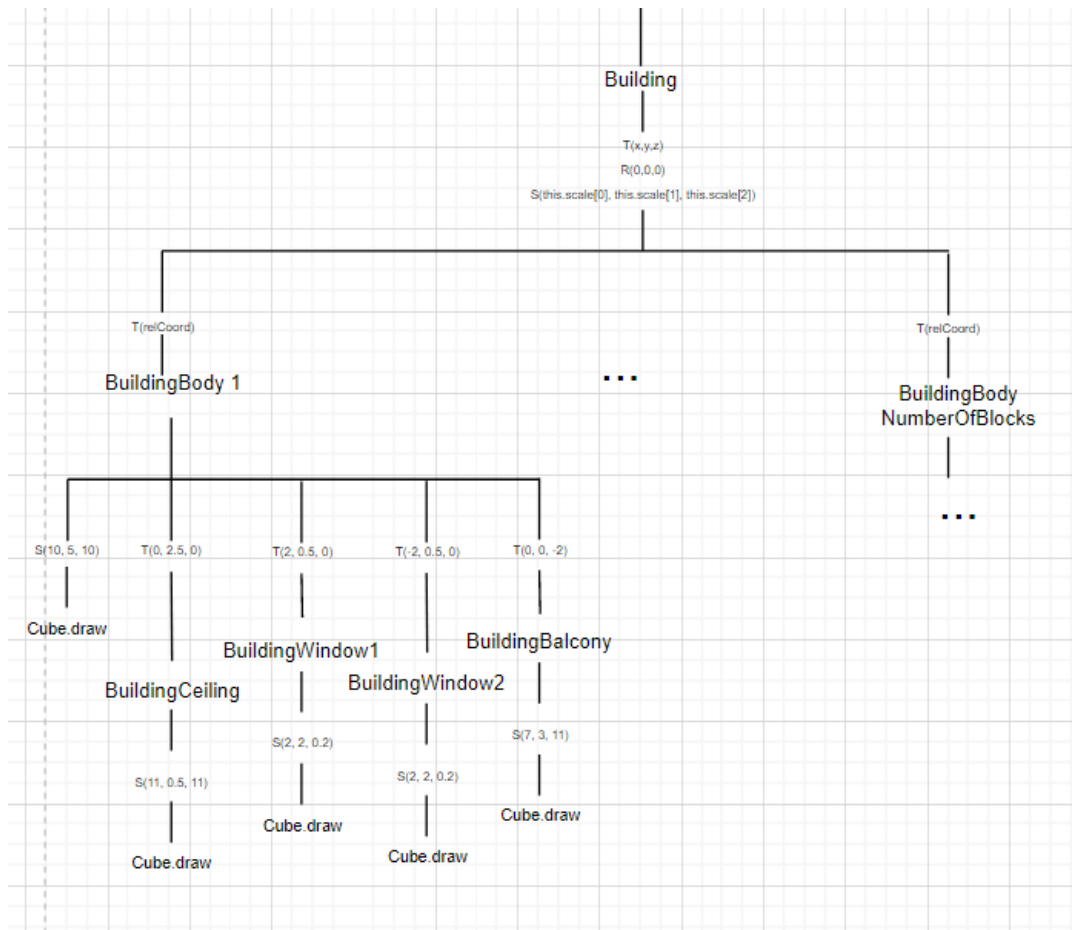 Building
T(x,y,z)
R(0,0,0)
S(this.scale[0], this.scale[1], this.scale[2])
T(relCoord)
T(relCoord)
BuildingBody 1
...
BuildingBody
NumberOfBlocks
...
S(10, 5, 10)
T(0, 2.5, 0)
T(2, 0.5, 0)
T(-2, 0.5, 0)
T(0, 0, -2)
Cube.draw
BuildingCeiling
BuildingWindow1
BuildingWindow2
BuildingBalcony
S(11, 0.5, 11)
S(2, 2, 0.2)
S(2, 2, 0.2)
S(7, 3, 11)
Cube.draw
Cube.draw
Cube.draw
Cube.draw